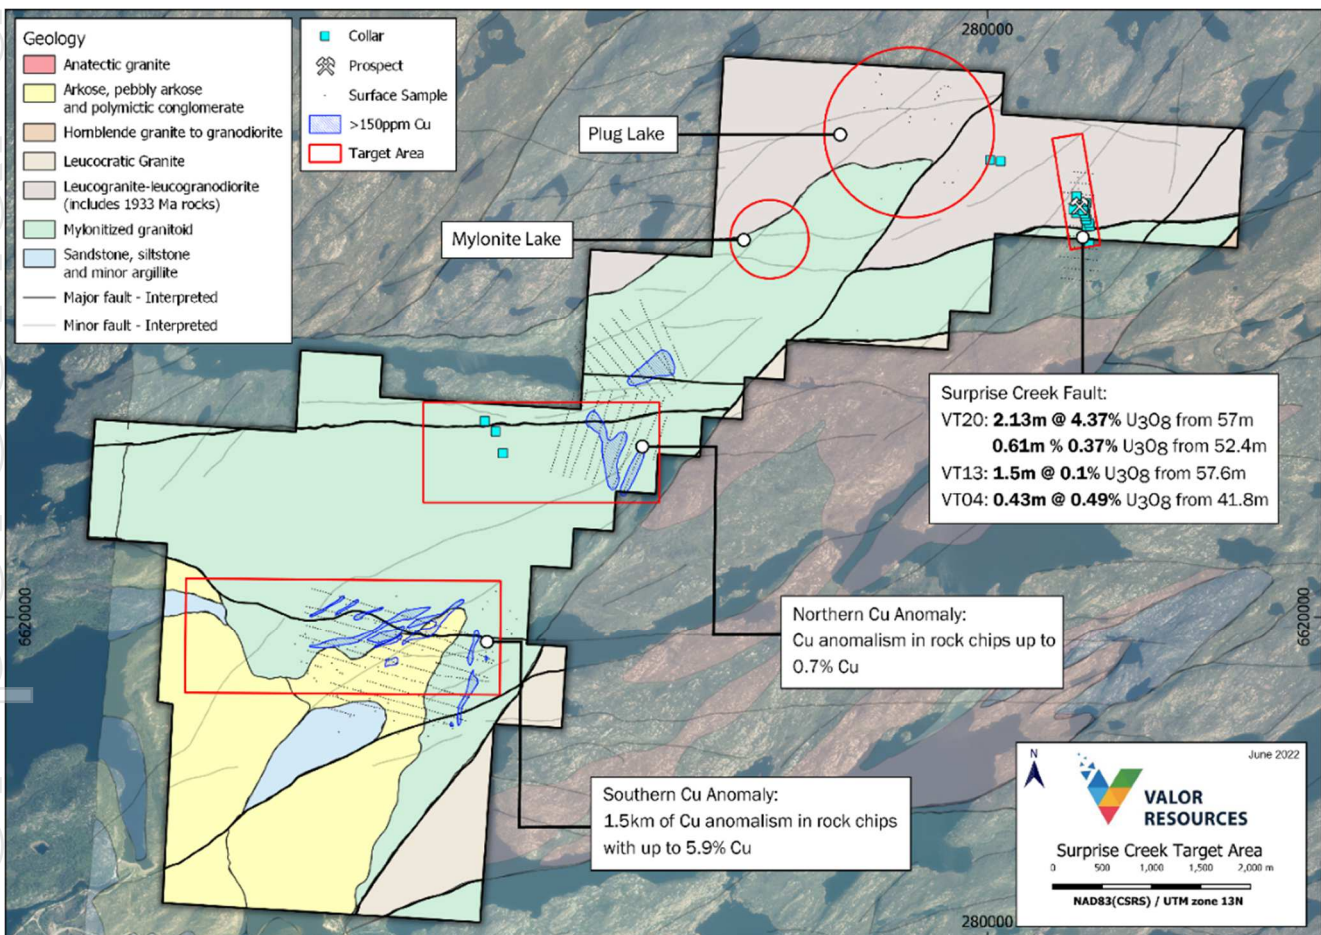 Geology
Anatectic granite
Arkose, pebbly arkose
and polymictic conglomerate
Hornblende granite to granodiorite
Leucocratic Granite
Leucogranite-leucogranodiorite
(includes 1933 Ma rocks)
Mylonitized granitoid
Sandstone, siltstone
and minor argillite
Major fault - Interpreted
Minor fault - Interpreted
Collar
Prospect
Surface Sample
>150ppm Cu
Target Area
280000
Plug Lake
Mylonite Lake
Surprise Creek Fault:
VT20: 2.13m @ 4.37% U3O8 from 57m
0.61m % 0.37% U3O8 from 52.4m
VT13: 1.5m @ 0.1% U3O8 from 57.6m
VT04: 0.43m @ 0.49% U3O8 from 41.8m
6620000
6620000
Northern Cu Anomaly:
Cu anomalism in rock chips up to
0.7% Cu
Southern Cu Anomaly:
1.5km of Cu anomalism in rock chips
with up to 5.9% Cu
N
June 2022
VALOR
RESOURCES
Surprise Creek Target Area
0 500 1,000 1,500 2,000 m
NAD83(CSRS) / UTM zone 13N
280000